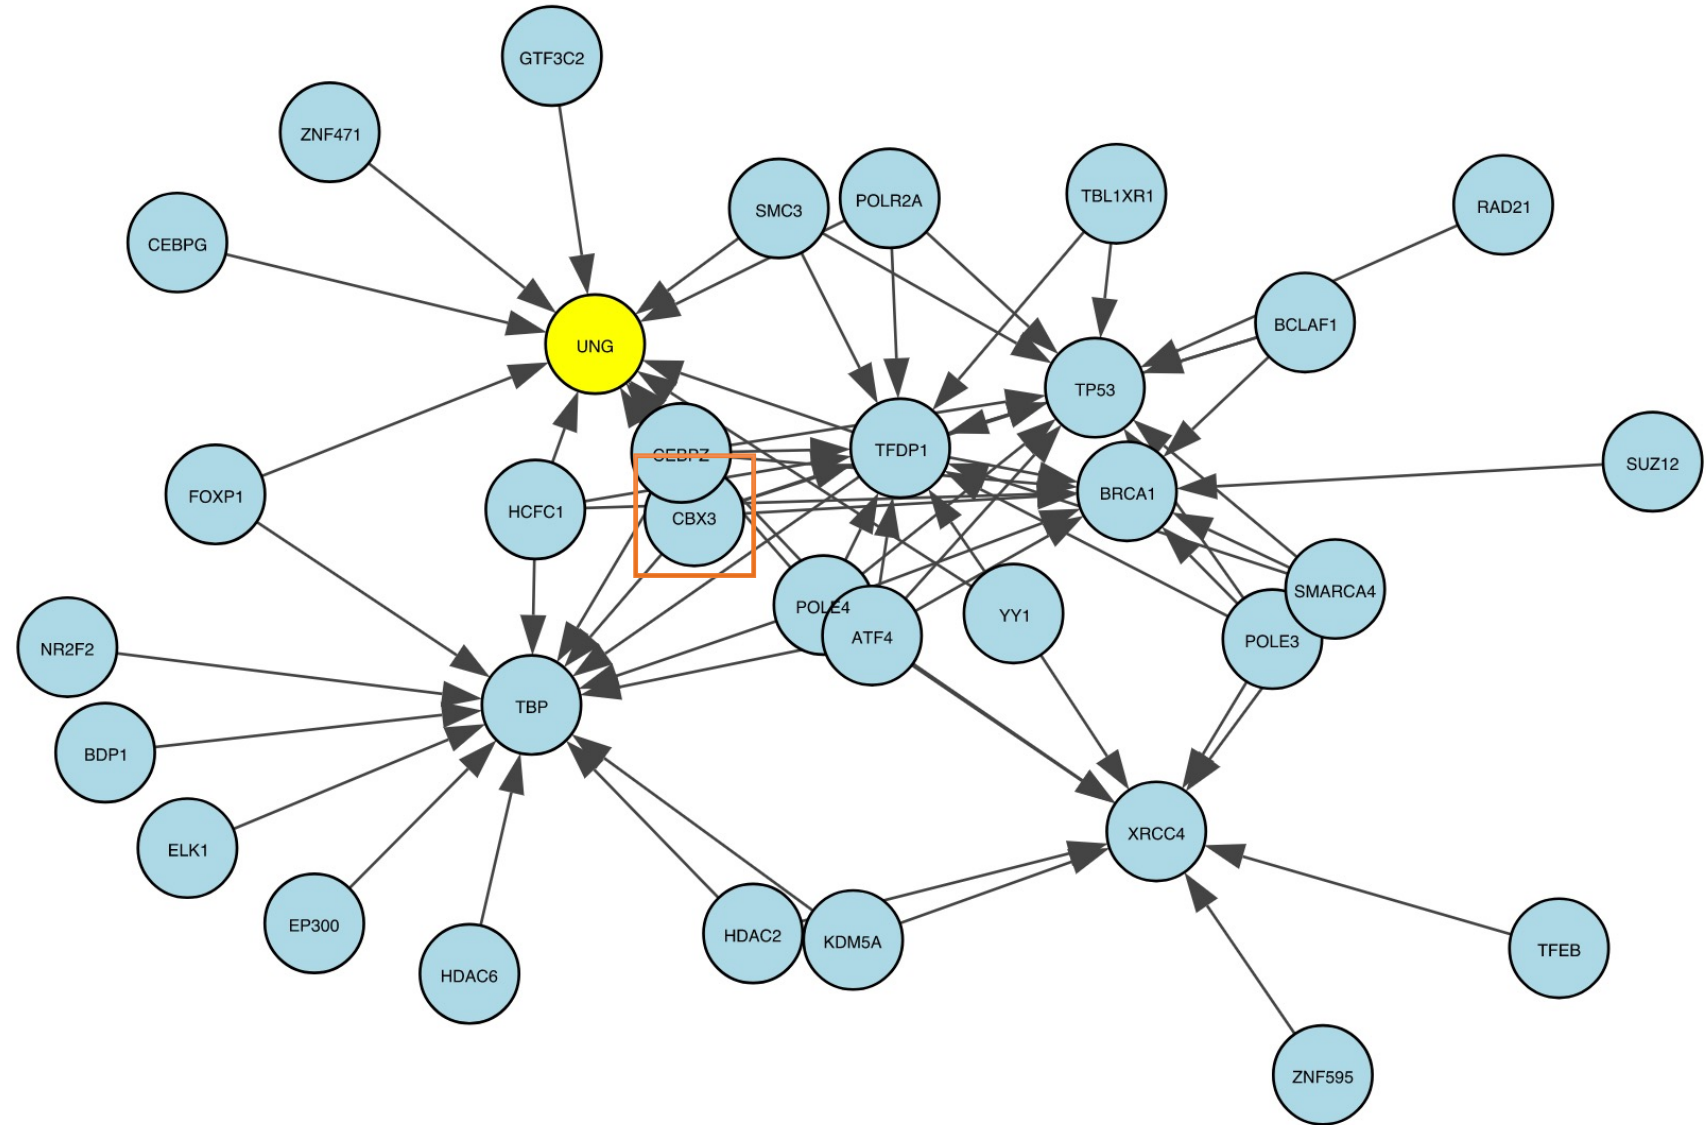 GTF3C2
ZNF471
SMC3
POLR2A
TBL1XR1
RAD21
CEBPG
UNG
BCLAF1
TP53
TFDP1
CEBPZ
SUZ12
BRCA1
FOXP1
HCFC1
CBX3
SMARCA4
POLE4
YY1
ATF4
POLE3
NR2F2
TBP
BDP1
XRCC4
ELK1
EP300
HDAC2
KDM5A
TFEB
HDAC6
ZNF595